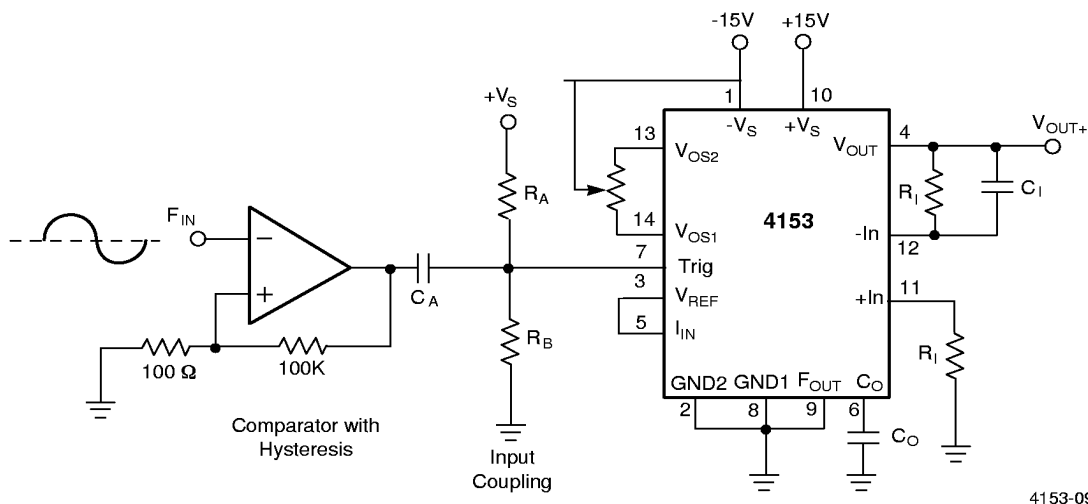 -15V
+15V
1
10
-VS
+VS
+VS
13
VOS2
4
VOUT
VOUT+
RA
RI
CI
4153
FIN
14
VOS1
-In
12
−
7
Trig
+
CA
3
VREF
+In
11
5
IIN
RB
RI
100 Ω
100K
GND2
GND1
FOUT
CO
2
8
9
6
CO
Comparator with
Hysteresis
Input
Coupling
4153-09